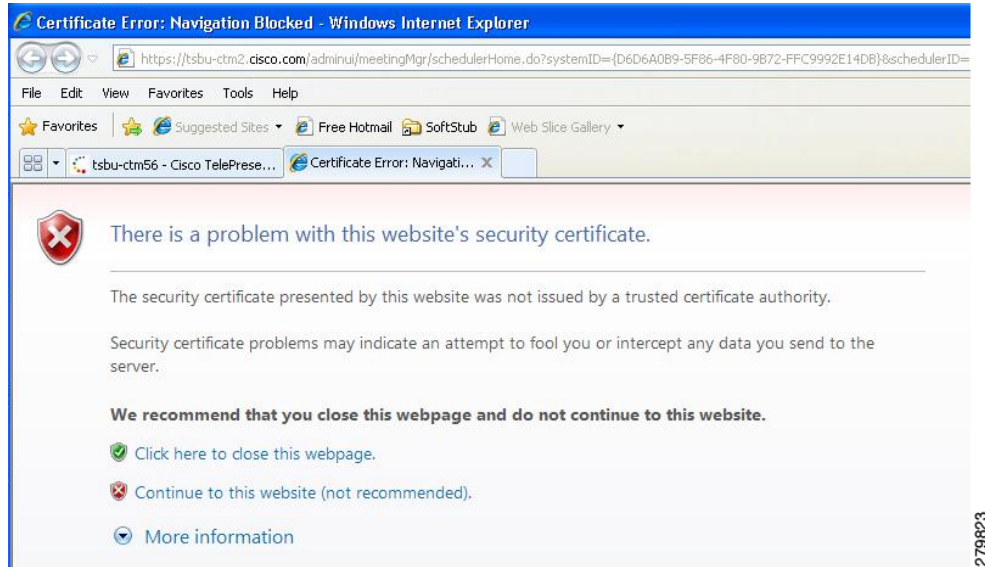 Certificate Error: Navigation Blocked - Windows Internet Explorer
https://tsbu-ctm2.cisco.com/adminui/meetingMgr/schedulerHome.do?systemID={D6D6A0B9-5F86-4F80-9B72-FFC9992E14DB}&schedulerID=
File Edit View Favorites Tools Help
Favorites Suggested Sites Free Hotmail SoftStub Web Slice Gallery
tsbu-ctm56 - Cisco TelePrese... Certificate Error: Navigati... X
There is a problem with this website's security certificate.
The security certificate presented by this website was not issued by a trusted certificate authority.
Security certificate problems may indicate an attempt to fool you or intercept any data you send to the
server.
We recommend that you close this webpage and do not continue to this website.
Click here to close this webpage.
Continue to this website (not recommended).
More information
279823